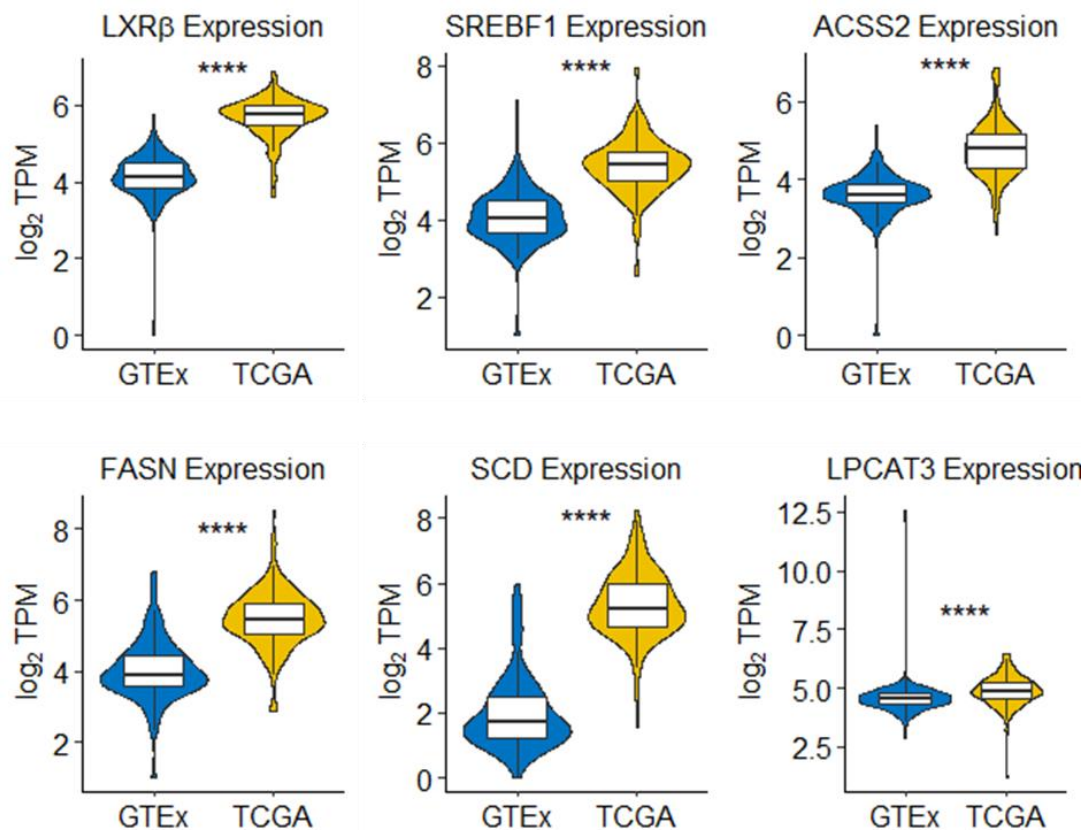 LXRβ Expression
SREBF1 Expression
ACSS2 Expression
****
****
****
log₂ TPM
6
4
2
0
log₂ TPM
8
6
4
2
log₂ TPM
6
4
2
0
GTEx TCGA
GTEx TCGA
GTEx TCGA
FASN Expression
SCD Expression
LPCAT3 Expression
****
****
****
log₂ TPM
8
6
4
2
log₂ TPM
8
6
4
2
0
log₂ TPM
12.5
10.0
7.5
5.0
2.5
GTEx TCGA
GTEx TCGA
GTEx TCGA